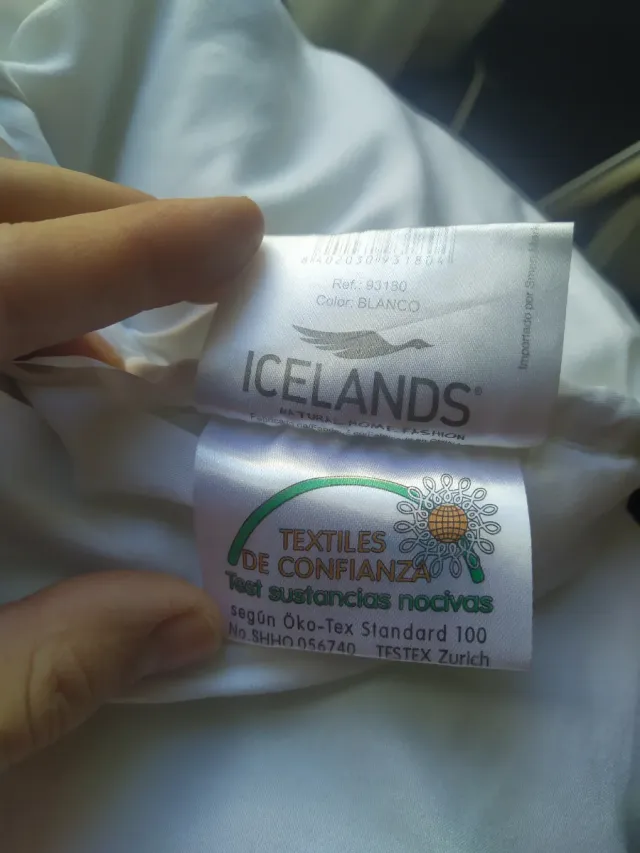 8402030931804
Ref.: 93180
Color: BLANCO
ICELANDS®
NATURAL HOME FASHION
Importado por
TEXTILES
DE CONFIANZA
Test sustancias nocivas
según Öko-Tex Standard 100
No.SHHO 056740 TESTEX Zurich